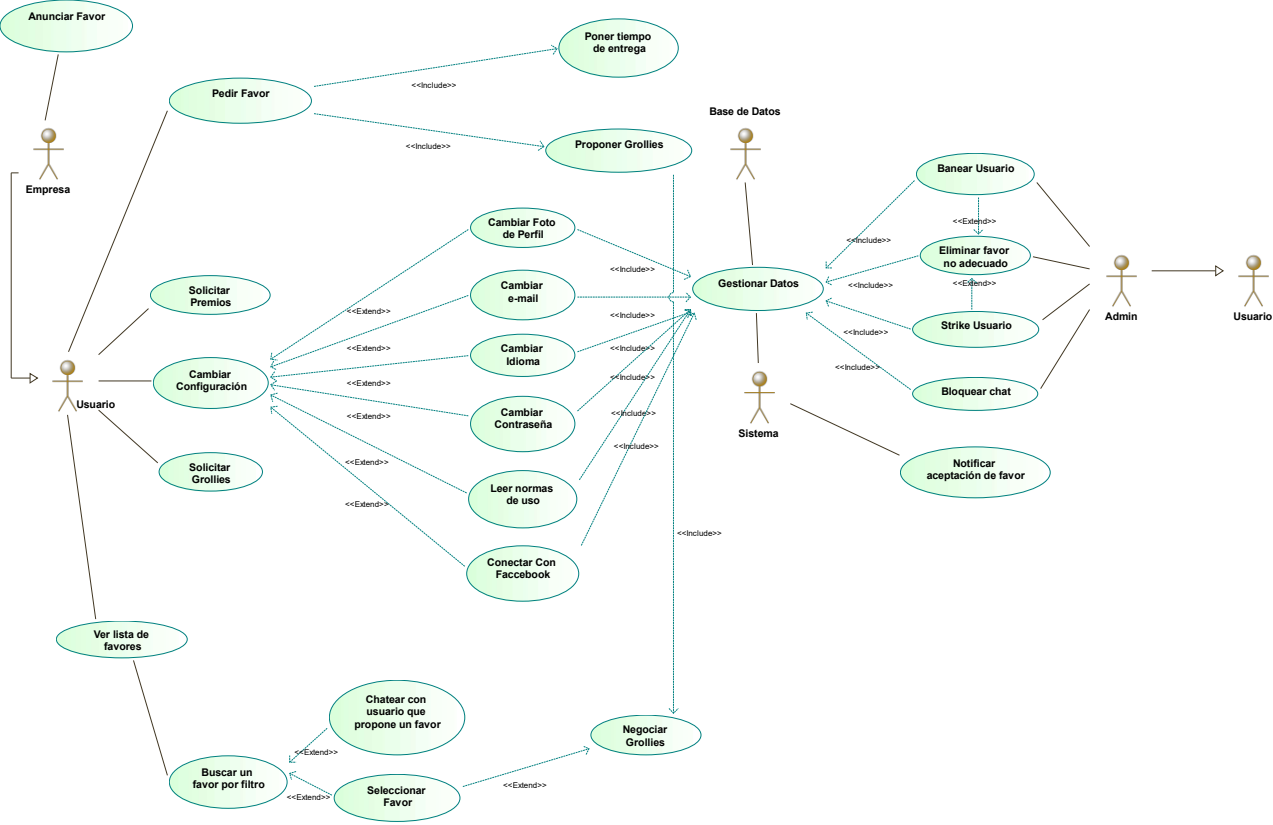 Anunciar Favor
Poner tiempo
de entrega
<<Include>>
Pedir Favor
Base de Datos
<<Include>>
Proponer Grollies
Empresa
Banear Usuario
Cambiar Foto
de Perfil
<<Extend>>
<<Include>>
Eliminar favor
no adecuado
<<Include>>
Solicitar
Premios
Cambiar
e-mail
Gestionar Datos
<<Include>>
<<Extend>>
<<Extend>>
<<Include>>
Admin
Usuario
Strike Usuario
<<Include>>
<<Extend>>
<<Include>>
Cambiar
Idioma
<<Include>>
Cambiar
Configuración
<<Extend>>
<<Include>>
Bloquear chat
Usuario
<<Extend>>
Cambiar
Contraseña
<<Include>>
Sistema
<<Include>>
Solicitar
Grollies
<<Extend>>
Notificar
aceptación de favor
Leer normas
de uso
<<Extend>>
<<Include>>
Conectar Con
Faccebook
Ver lista de
favores
Chatear con
usuario que
propone un favor
Negociar
Grollies
<<Extend>>
Buscar un
favor por filtro
<<Extend>>
<<Extend>>
Seleccionar
Favor